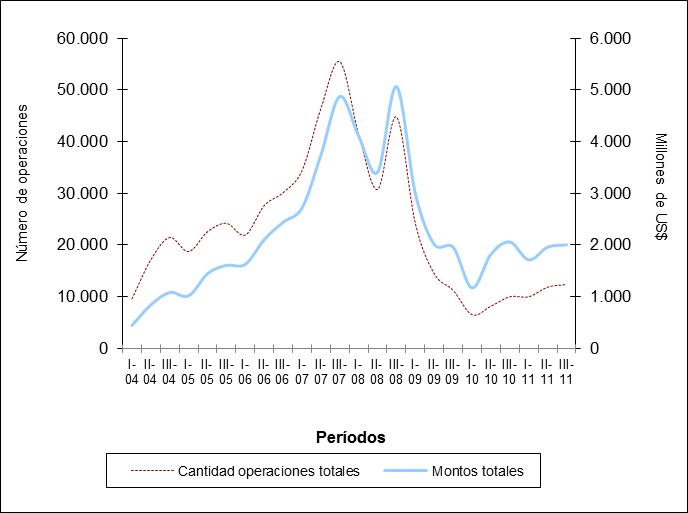 60.000
50.000
40.000
30.000
20.000
10.000
0
Número de operaciones
6.000
5.000
4.000
3.000
2.000
1.000
0
Millones de US$
I- II- III- I- II- III- I- II- III- I- II- III- I- II- III- I- II- III- I- II- III- I- II- III-
04 04 04 05 05 05 06 06 06 07 07 07 08 08 08 09 09 09 10 10 10 11 11 11
Períodos
Cantidad operaciones totales Montos totales